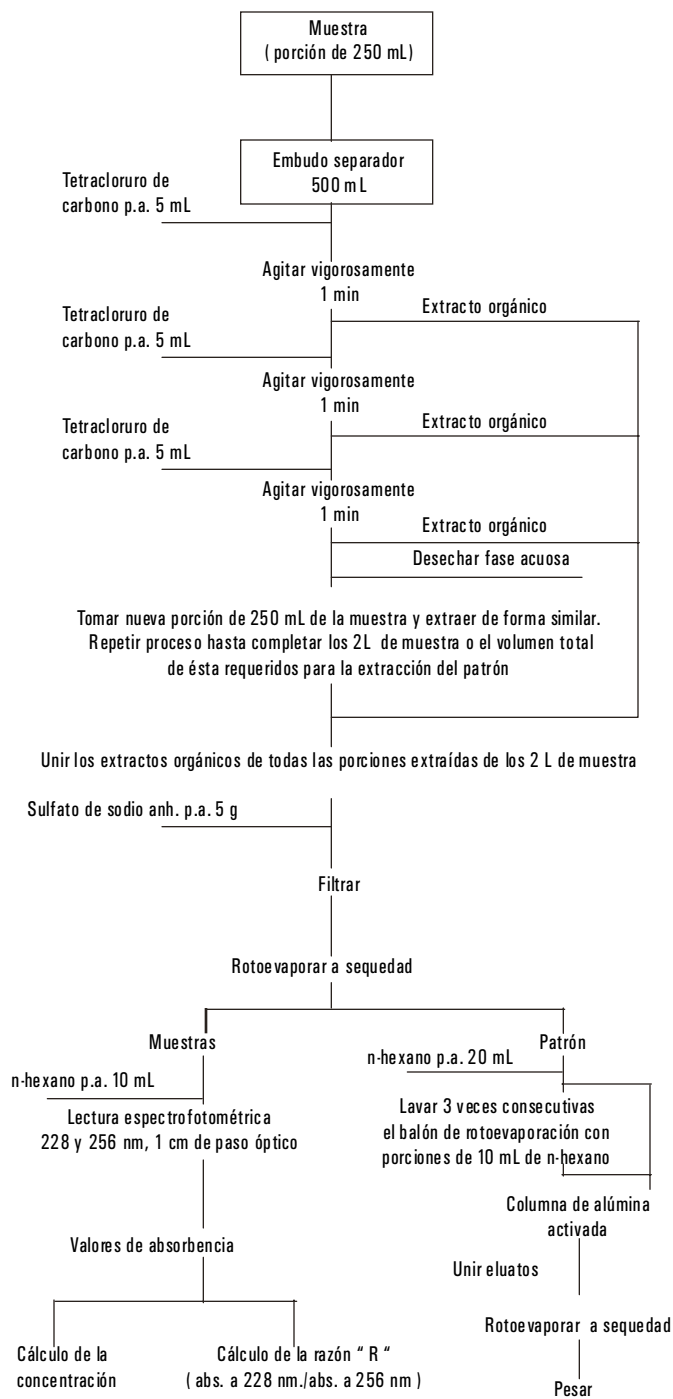 Muestra
( porción de 250 mL)
Embudo separador
500 mL
Tetracloruro de
carbono p.a. 5 mL
Agitar vigorosamente
1 min
Extracto orgánico
Tetracloruro de
carbono p.a. 5 mL
Agitar vigorosamente
1 min
Extracto orgánico
Tetracloruro de
carbono p.a. 5 mL
Agitar vigorosamente
1 min
Extracto orgánico
Desechar fase acuosa
Tomar nueva porción de 250 mL de la muestra y extraer de forma similar.
Repetir proceso hasta completar los 2L de muestra o el volumen total
de ésta requeridos para la extracción del patrón
Unir los extractos orgánicos de todas las porciones extraídas de los 2 L de muestra
Sulfato de sodio anh. p.a. 5 g
Filtrar
Rotoevaporar a sequedad
Muestras
n-hexano p.a. 10 mL
Lectura espectrofotométrica
228 y 256 nm, 1 cm de paso óptico
Valores de absorbencia
Cálculo de la
concentración
Cálculo de la razón “ R “
( abs. a 228 nm./abs. a 256 nm )
Patrón
n-hexano p.a. 20 mL
Lavar 3 veces consecutivas
el balón de rotoevaporación con
porciones de 10 mL de n-hexano
Columna de alúmina
activada
Unir eluatos
Rotoevaporar a sequedad
Pesar